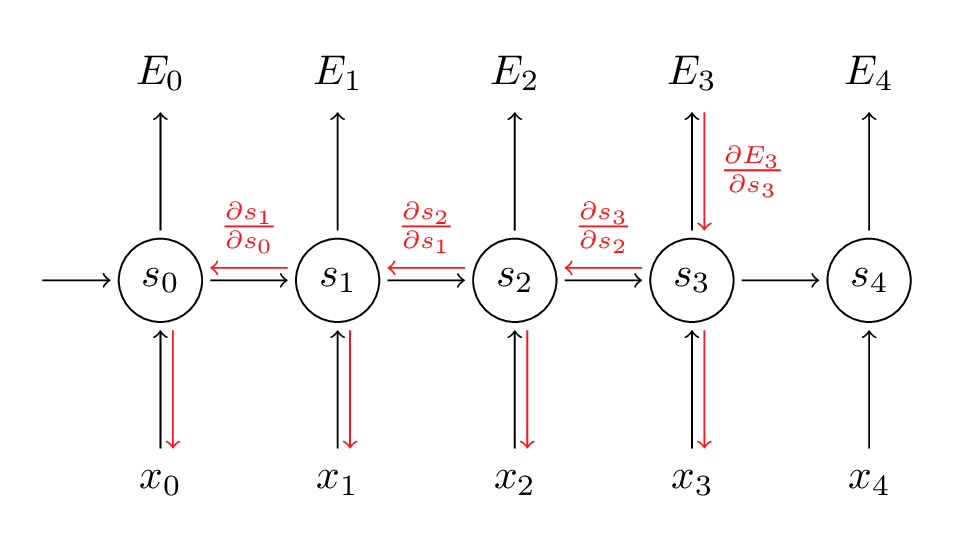 E₀ E₁ E₂ E₃ E₄
∂E₃/∂s₃
∂s₁/∂s₀ ∂s₂/∂s₁ ∂s₃/∂s₂
s₀ s₁ s₂ s₃ s₄
x₀ x₁ x₂ x₃ x₄